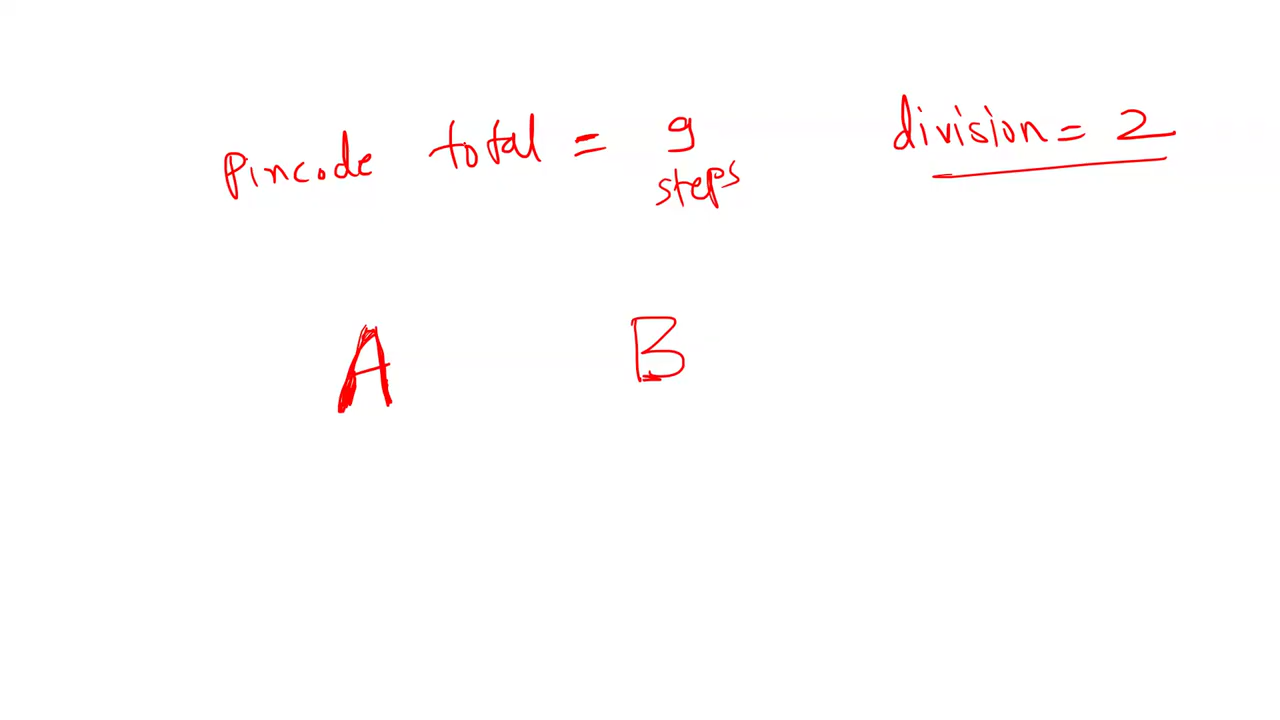 pincode total = 9 division = 2
steps
A B